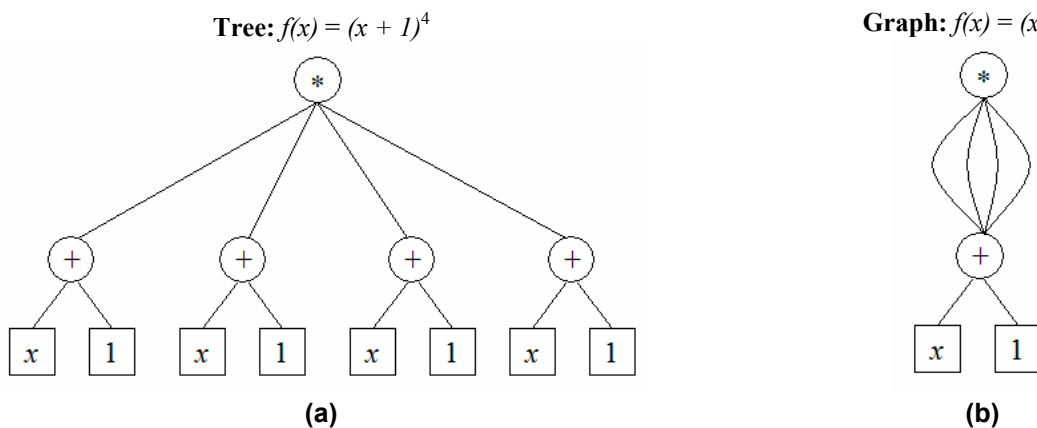 Tree: f(x) = (x + 1)⁴
Graph: f(x) = (x
*
*
+ + + +
+
x 1 x 1 x 1 x 1
x 1
(a)
(b)